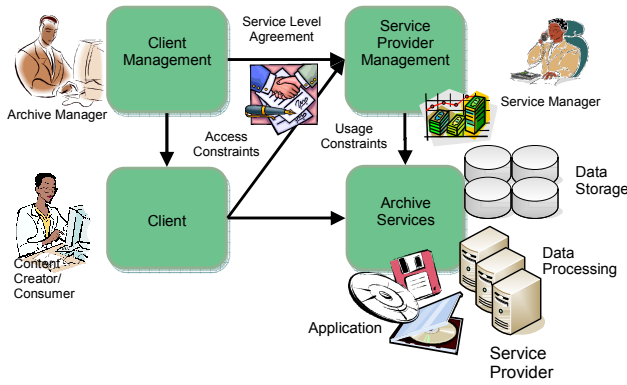 Service Level
Agreement
Client
Management
Service
Provider
Management
Archive Manager
Service Manager
Access
Constraints
Usage
Constraints
Client
Archive
Services
Data
Storage
Content
Creator/
Consumer
Data
Processing
Application
Service
Provider